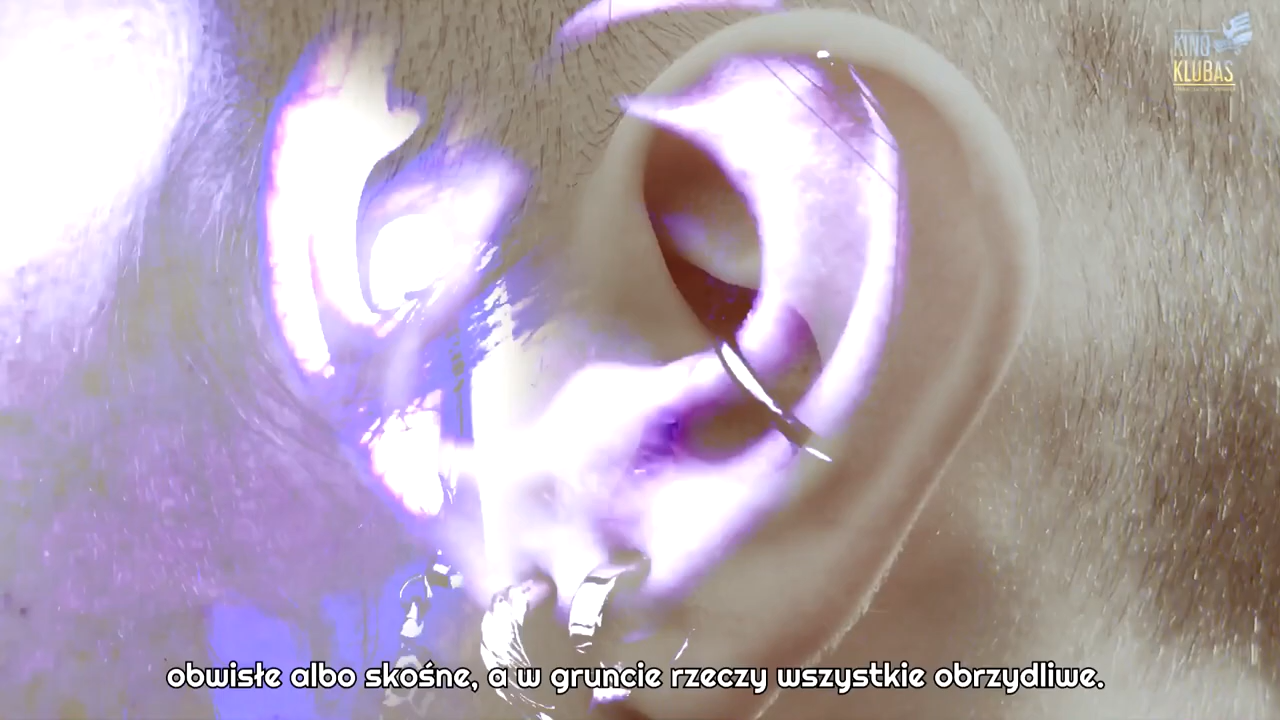 KINO
KLUBAS
obwisłe albo skośne, a w gruncie rzeczy wszystkie obrzydliwe.